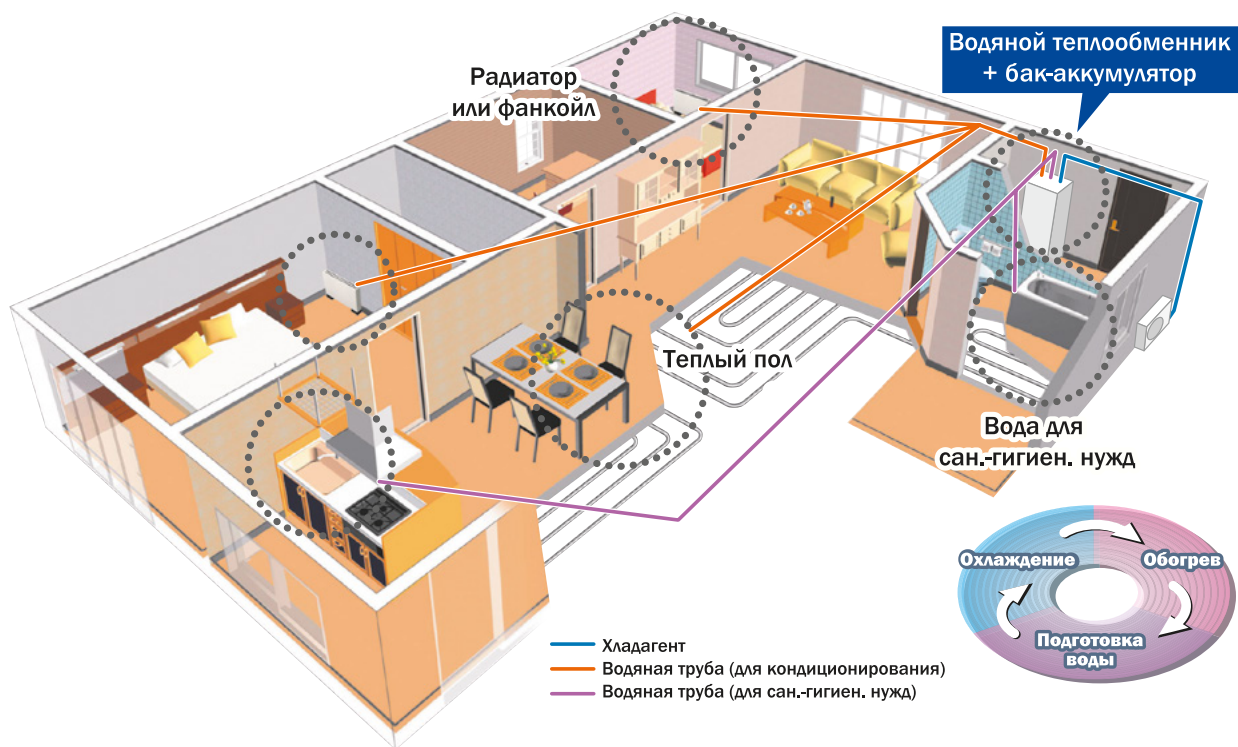 Водяной теплообменник
+ бак-аккумулятор
Радиатор
или фанкойл
Теплый пол
Вода для
сан.-гигиен. нужд
Охлаждение
Обогрев
Подготовка
воды
Хладагент
Водяная труба (для кондиционирования)
Водяная труба (для сан.-гигиен. нужд)